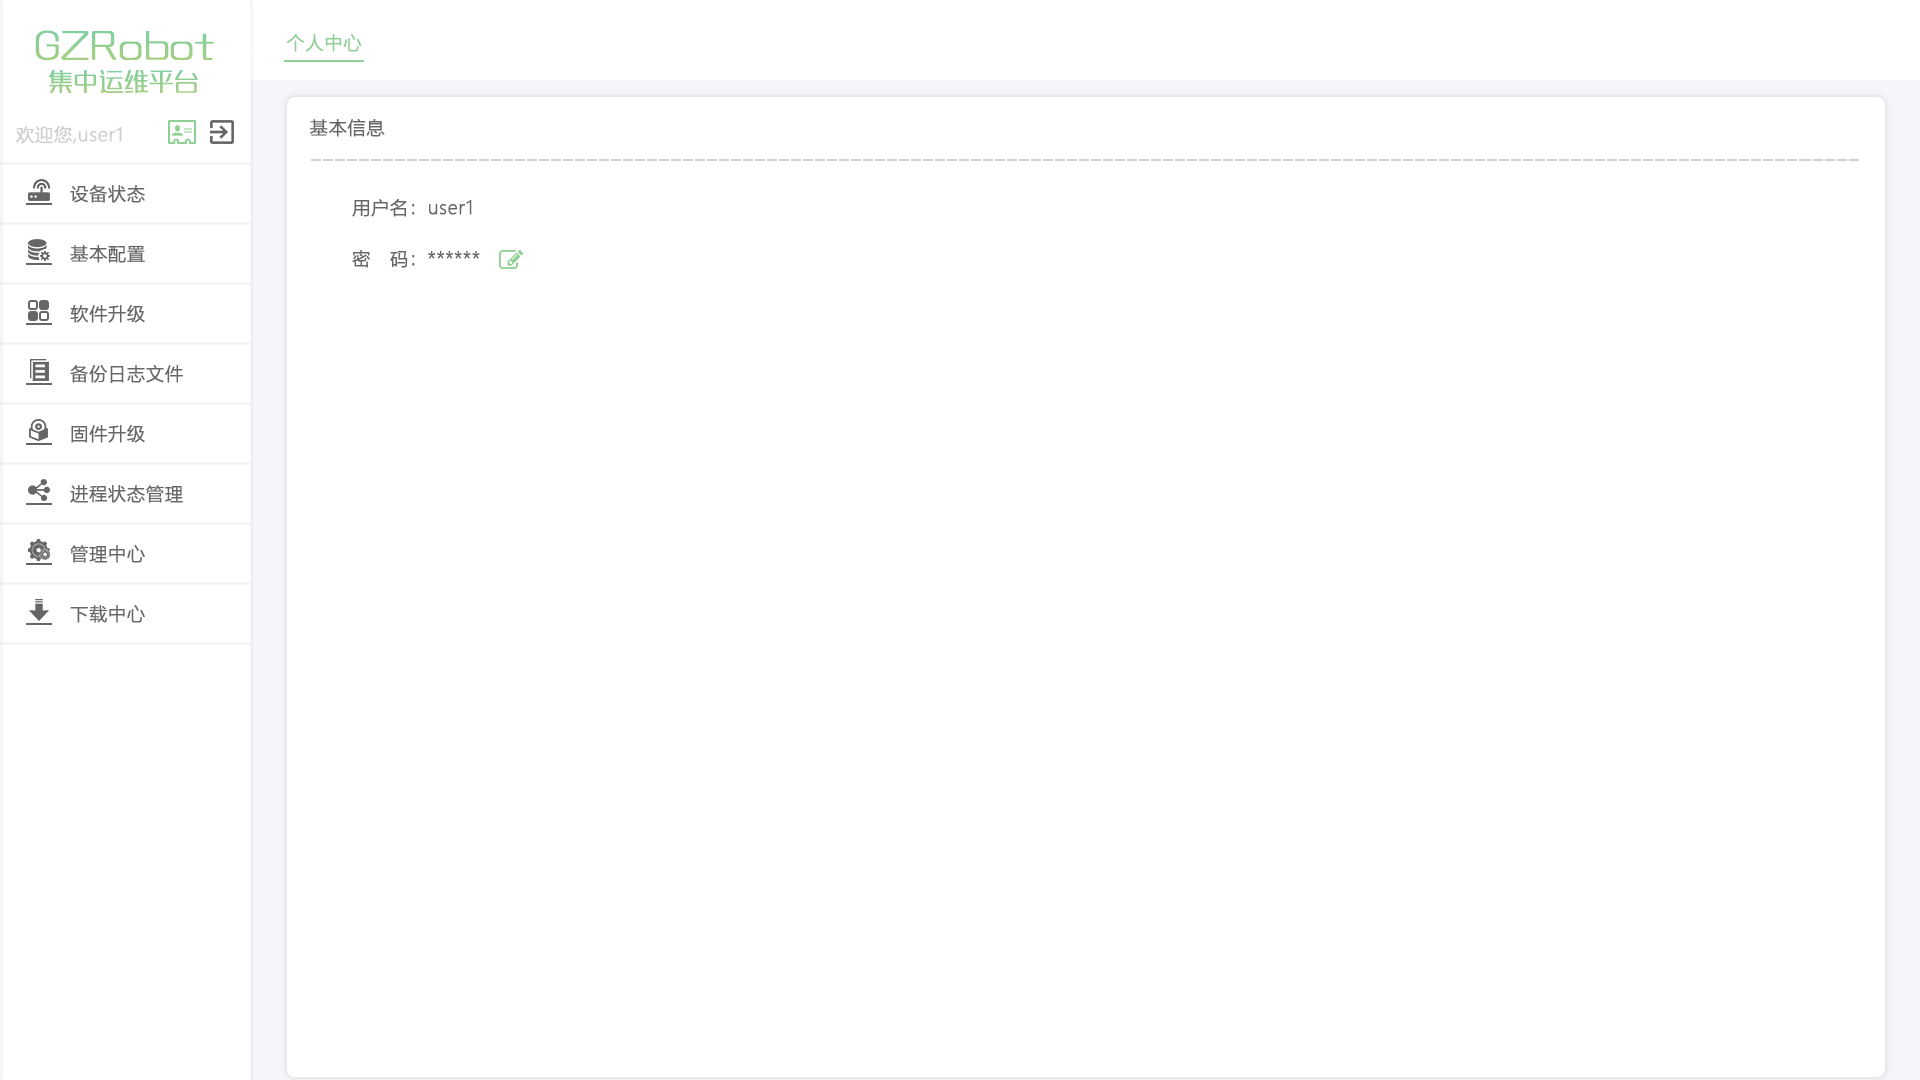 GZRobot
集中运维平台
欢迎您,user1
设备状态
基本配置
软件升级
备份日志文件
固件升级
进程状态管理
管理中心
下载中心
个人中心
基本信息
用户名：user1
密 码：******